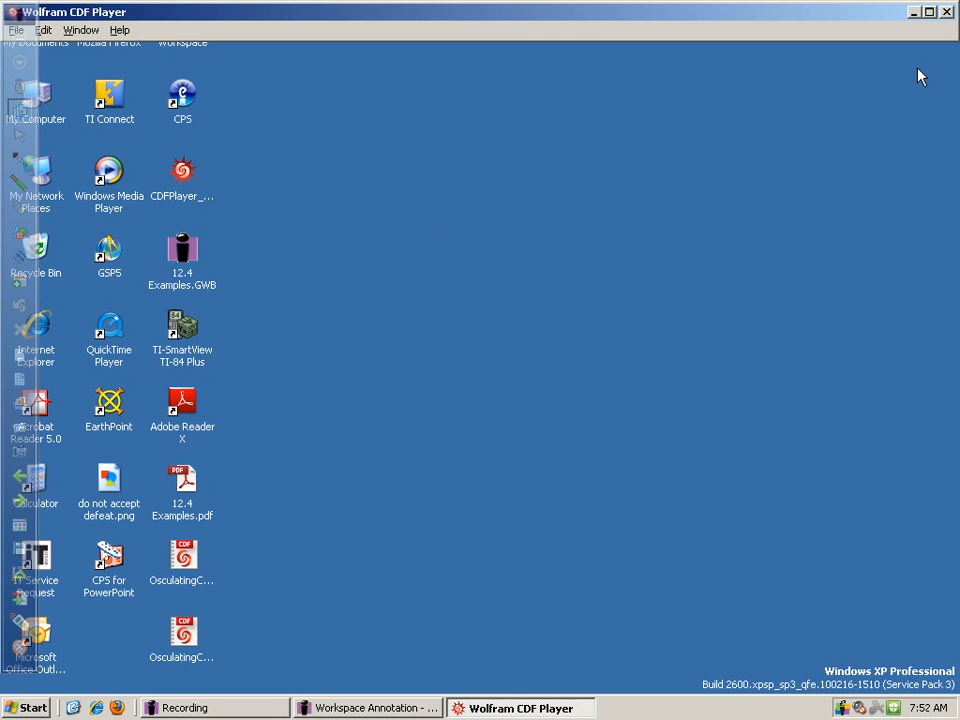 Wolfram CDF Player
File Edit Window Help
My Documents Mozilla Firefox Workspace
My Computer TI Connect CPS
My Network Places Windows Media Player CDFPlayer_...
Recycle Bin GSP5 12.4 Examples.GWB
Internet Explorer QuickTime Player TI-SmartView TI-84 Plus
Acrobat Reader 5.0 EarthPoint Adobe Reader X
Calculator do not accept defeat.png 12.4 Examples.pdf
IT Service Request CPS for PowerPoint OsculatingC...
Microsoft Office Outl... OsculatingC...
Windows XP Professional
Build 2600.xpsp_sp3_qfe.100216-1510 (Service Pack 3)
Start Recording Workspace Annotation - ... Wolfram CDF Player 7:52 AM